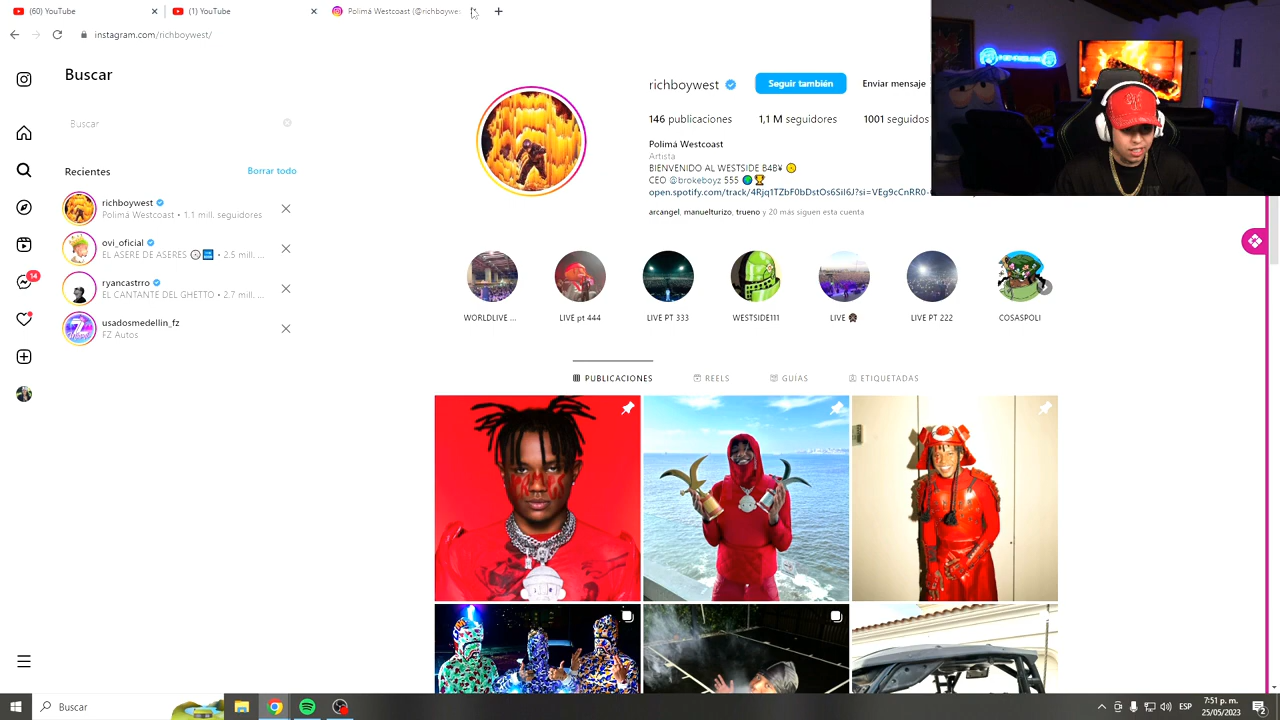 (60) YouTube
(1) YouTube
Polimá Westcoast (@richboywe
instagram.com/richboywest/
Buscar
Buscar
Recientes
Borrar todo
richboywest
Polimá Westcoast • 1.1 mill. seguidores
ovi_oficial
EL ASERE DE ASERES • 2.5 mill. ...
ryancastrro
EL CANTANTE DEL GHETTO • 2.7 mill. ...
usadosmedellin_fz
FZ Autos
14
richboywest
Seguir también
Enviar mensaje
146 publicaciones
1,1 M seguidores
1001 seguidos
Polimá Westcoast
Artista
BIENVENIDO AL WESTSIDE B4B¥
CEO @brokeboyz 555
open.spotify.com/track/4Rjq1TZbF0bDstOs6SiI6J?si=VEg9cCnRR0-
arcangel, manuelturizo, trueno y 20 más siguen esta cuenta
WORLDLIVE ...
LIVE pt 444
LIVE PT 333
WESTSIDE111
LIVE
LIVE PT 222
COSASPOLI
PUBLICACIONES
REELS
GUÍAS
ETIQUETADAS
Buscar
ESP
7:51 p. m.
25/05/2023
2